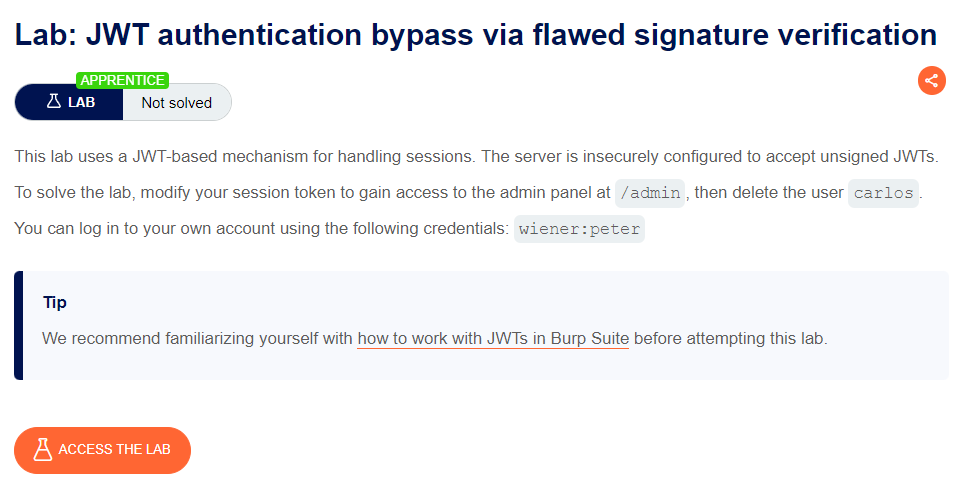 Lab: JWT authentication bypass via flawed signature verification
APPRENTICE
LAB
Not solved
This lab uses a JWT-based mechanism for handling sessions. The server is insecurely configured to accept unsigned JWTs.
To solve the lab, modify your session token to gain access to the admin panel at /admin, then delete the user carlos.
You can log in to your own account using the following credentials: wiener:peter
Tip
We recommend familiarizing yourself with how to work with JWTs in Burp Suite before attempting this lab.
ACCESS THE LAB